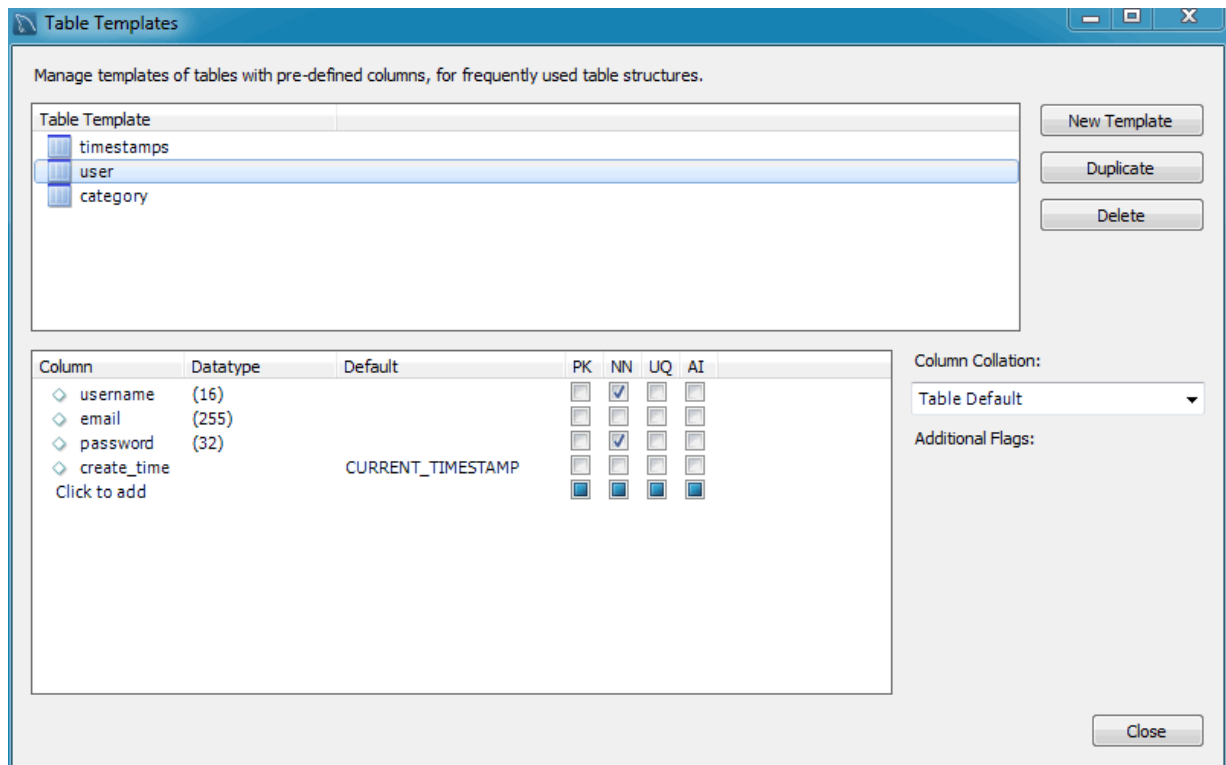 Table Templates
Manage templates of tables with pre-defined columns, for frequently used table structures.
Table Template
New Template
timestamps
user
Duplicate
category
Delete
Column Datatype Default PK NN UQ AI
Column Collation:
username (16)
Table Default
email (255)
password (32)
Additional Flags:
create_time CURRENT_TIMESTAMP
Click to add
Close